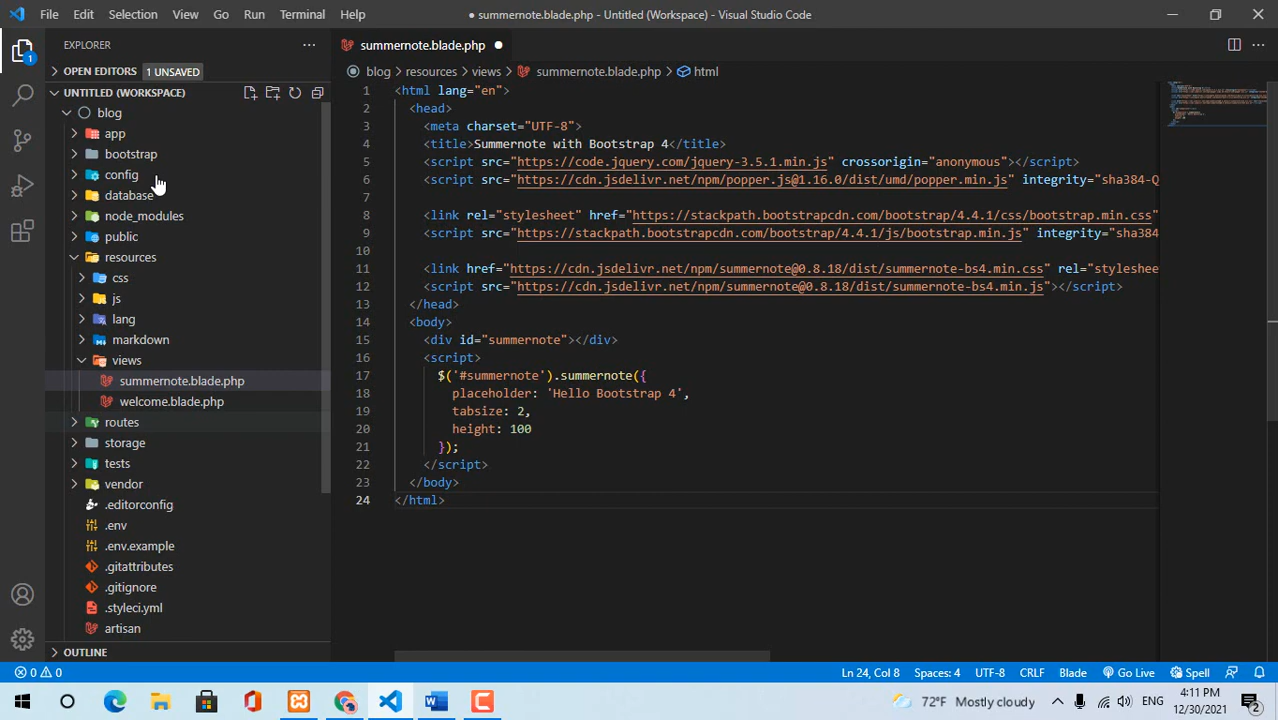 File Edit Selection View Go Run Terminal Help ● summernote.blade.php - Untitled (Workspace) - Visual Studio Code
EXPLORER
OPEN EDITORS 1 UNSAVED
UNTITLED (WORKSPACE)
blog
app
bootstrap
config
database
node_modules
public
resources
css
js
lang
markdown
views
summernote.blade.php
welcome.blade.php
routes
storage
tests
vendor
.editorconfig
.env
.env.example
.gitattributes
.gitignore
.styleci.yml
artisan
OUTLINE
1
summernote.blade.php ●
blog > resources > views > summernote.blade.php > html
1 <html lang="en">
2 <head>
3 <meta charset="UTF-8">
4 <title>Summernote with Bootstrap 4</title>
5 <script src="https://code.jquery.com/jquery-3.5.1.min.js" crossorigin="anonymous"></script>
6 <script src="https://cdn.jsdelivr.net/npm/popper.js@1.16.0/dist/umd/popper.min.js" integrity="sha384-Q
7
8 <link rel="stylesheet" href="https://stackpath.bootstrapcdn.com/bootstrap/4.4.1/css/bootstrap.min.css"
9 <script src="https://stackpath.bootstrapcdn.com/bootstrap/4.4.1/js/bootstrap.min.js" integrity="sha384
10
11 <link href="https://cdn.jsdelivr.net/npm/summernote@0.8.18/dist/summernote-bs4.min.css" rel="styleshee
12 <script src="https://cdn.jsdelivr.net/npm/summernote@0.8.18/dist/summernote-bs4.min.js"></script>
13 </head>
14 <body>
15 <div id="summernote"></div>
16 <script>
17 $('#summernote').summernote({
18 placeholder: 'Hello Bootstrap 4',
19 tabsize: 2,
20 height: 100
21 });
22 </script>
23 </body>
24 </html>
0 0 Ln 24, Col 8 Spaces: 4 UTF-8 CRLF Blade Go Live Spell
72°F Mostly cloudy ENG 4:11 PM
12/30/2021 2